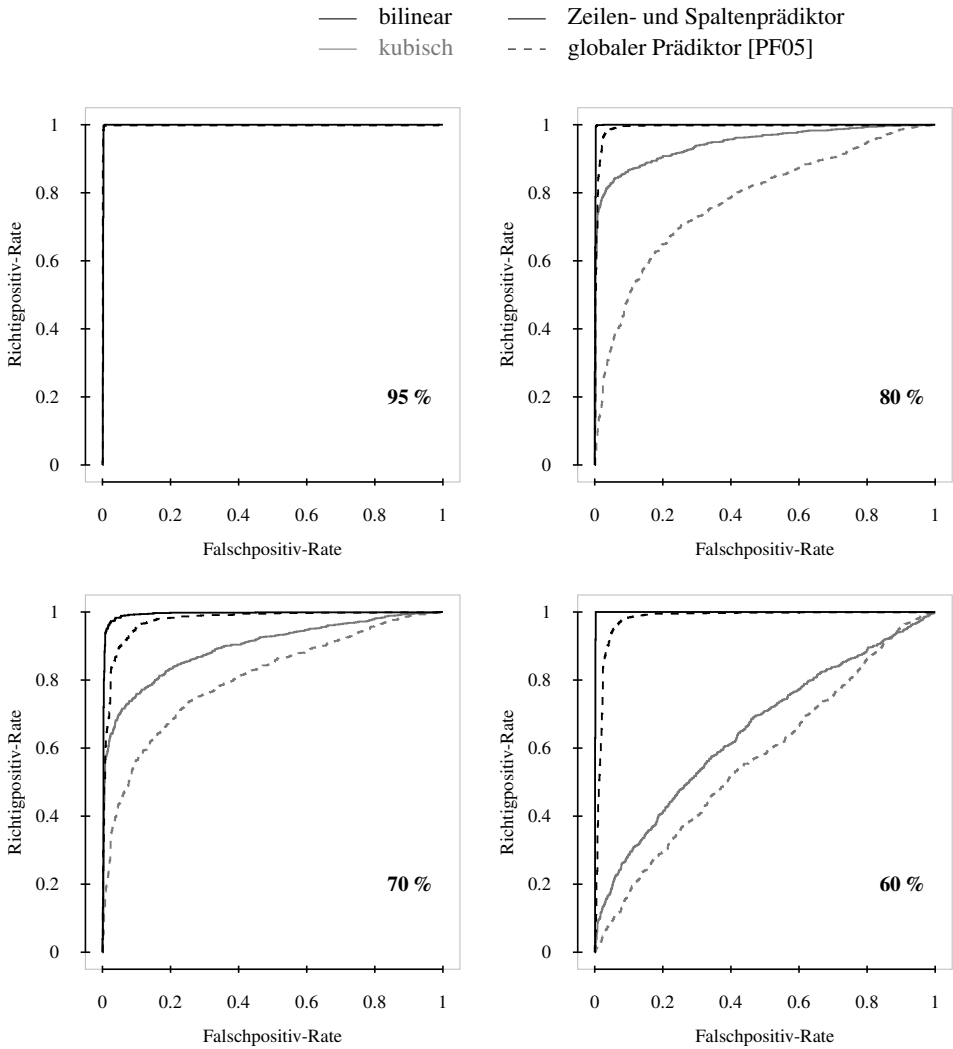 bilinear
Zeilen- und Spaltenprädiktor
kubisch
globaler Prädiktor [PF05]
1
0.8
0.6
0.4
0.2
0
Richtigpositiv-Rate
95 %
0 0.2 0.4 0.6 0.8 1
Falschpositiv-Rate
1
0.8
0.6
0.4
0.2
0
Richtigpositiv-Rate
80 %
0 0.2 0.4 0.6 0.8 1
Falschpositiv-Rate
1
0.8
0.6
0.4
0.2
0
Richtigpositiv-Rate
70 %
0 0.2 0.4 0.6 0.8 1
Falschpositiv-Rate
1
0.8
0.6
0.4
0.2
0
Richtigpositiv-Rate
60 %
0 0.2 0.4 0.6 0.8 1
Falschpositiv-Rate